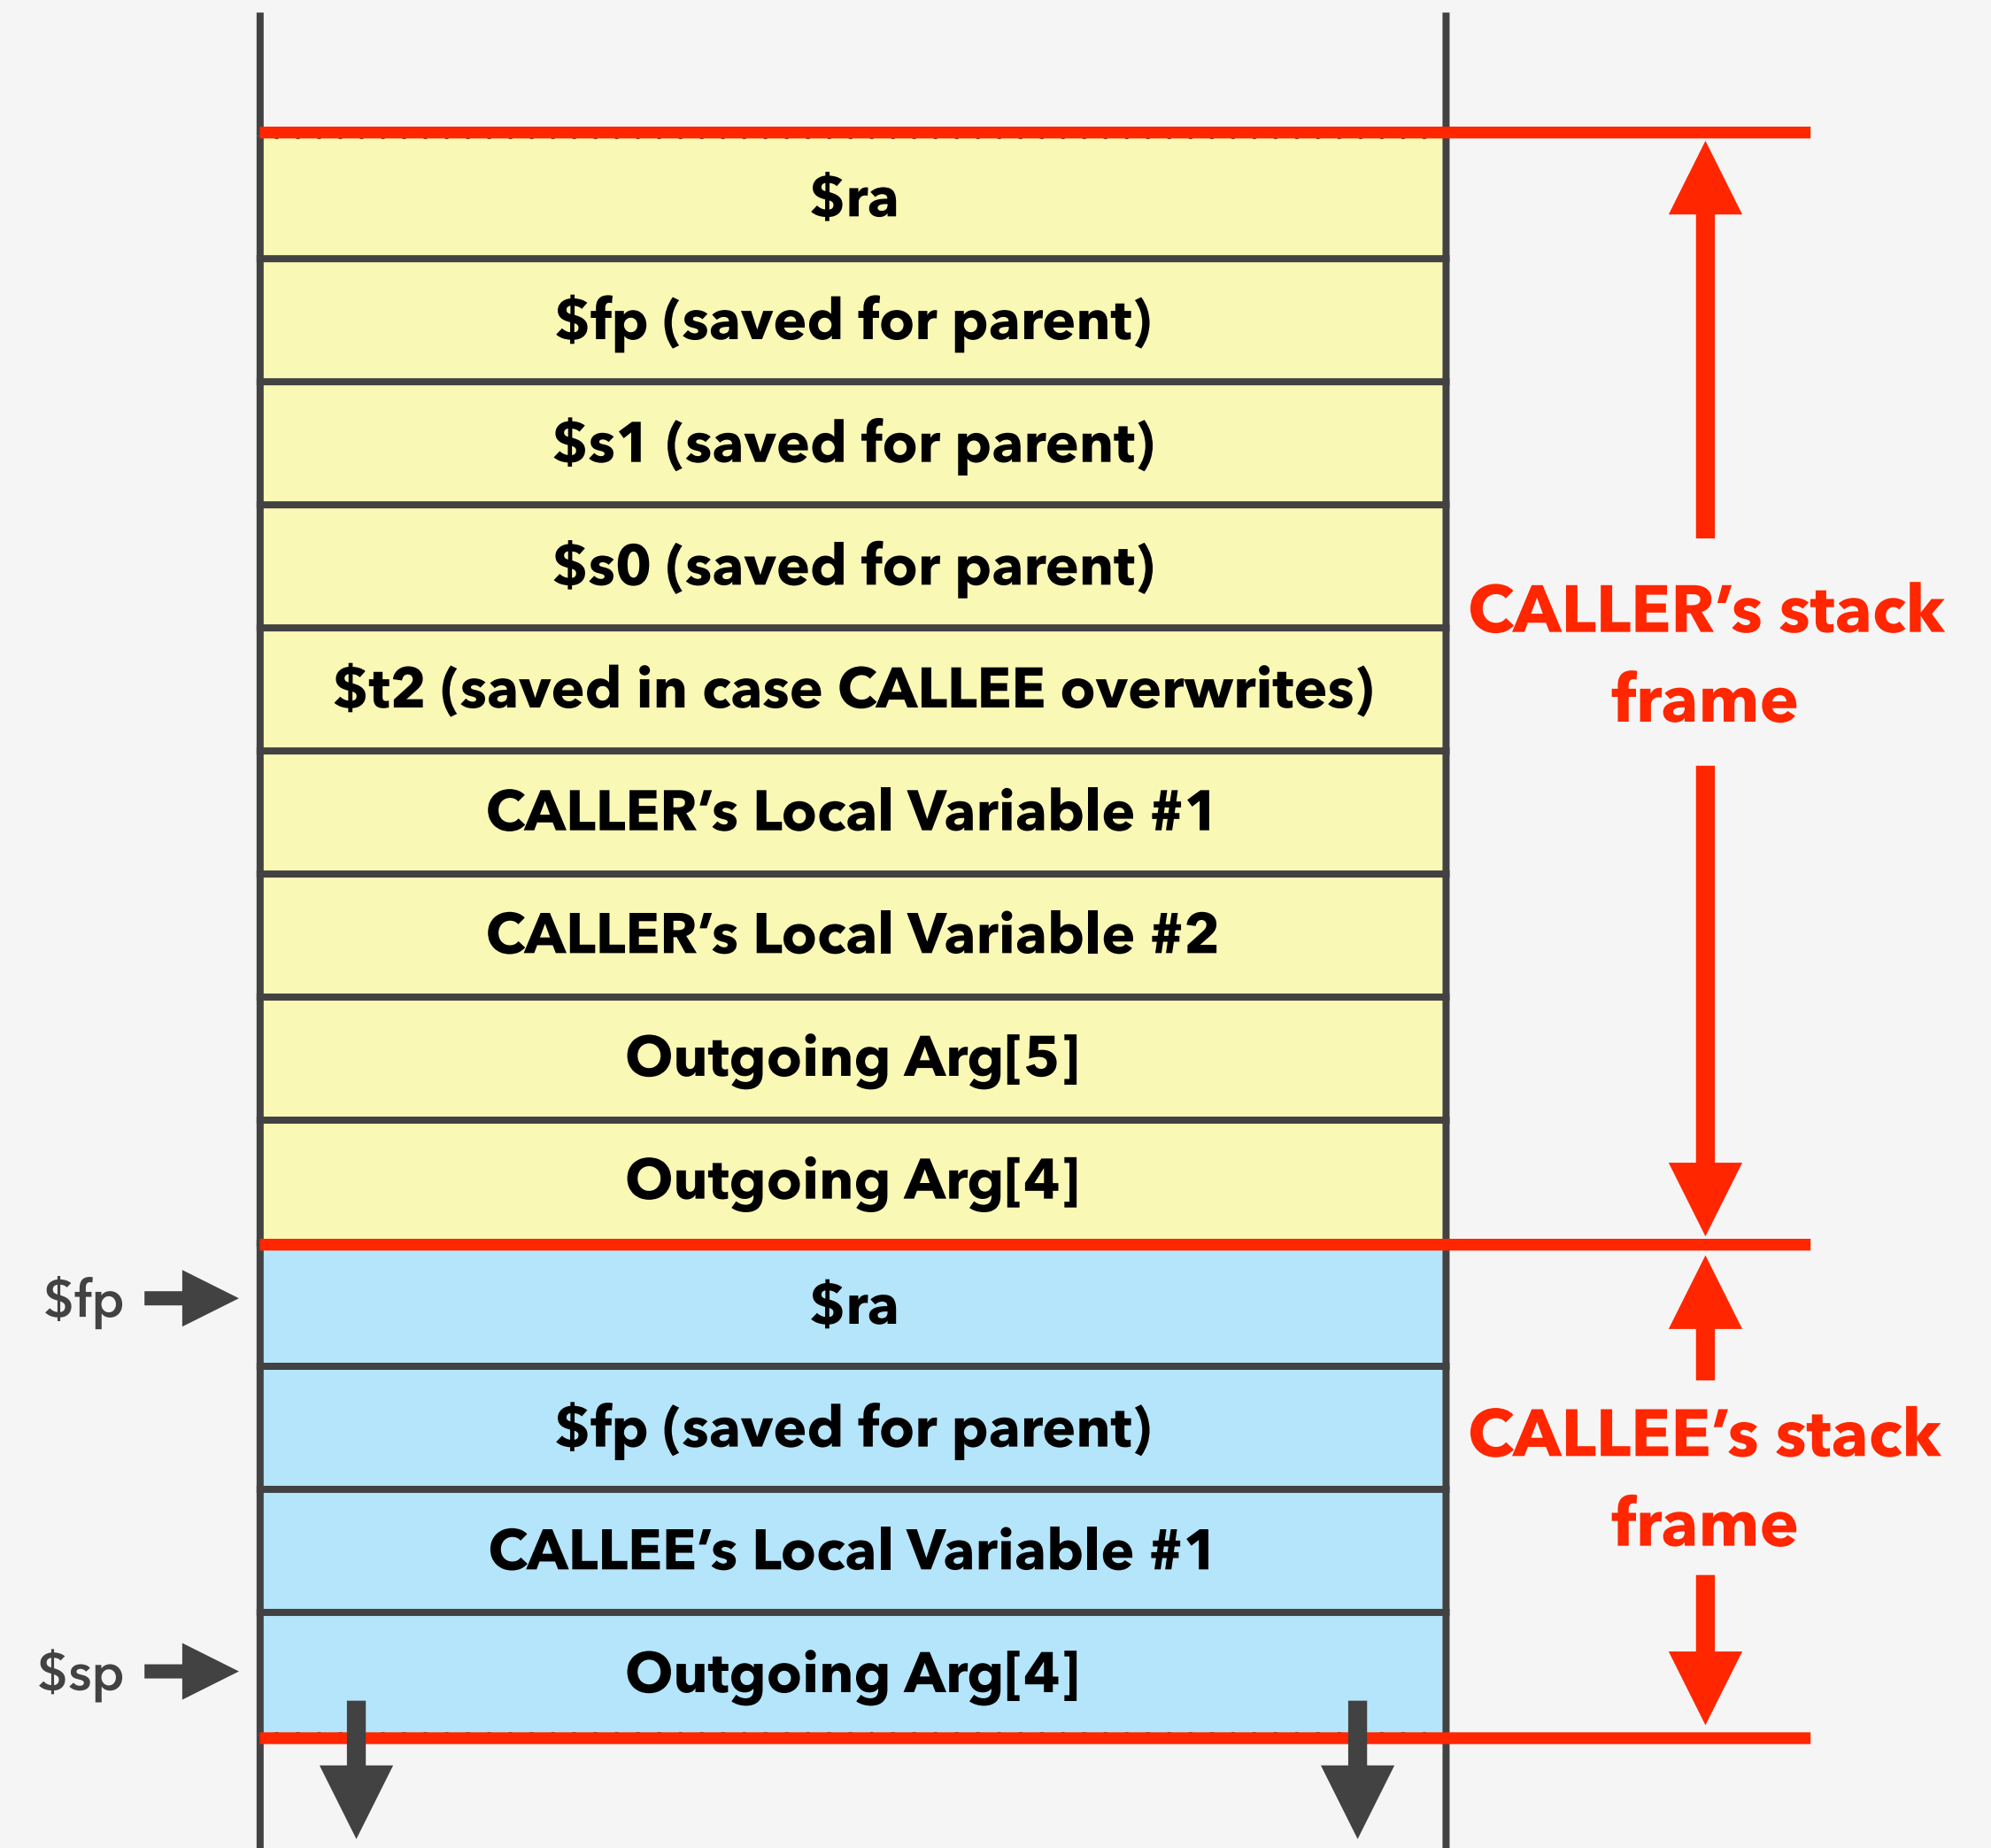 $ra
$fp (saved for parent)
$s1 (saved for parent)
$s0 (saved for parent)
$t2 (saved in case CALLEE overwrites)
CALLER’s Local Variable #1
CALLER’s Local Variable #2
Outgoing Arg[5]
Outgoing Arg[4]
CALLER’s stack
frame
$fp
$ra
$fp (saved for parent)
CALLEE’s Local Variable #1
$sp
Outgoing Arg[4]
CALLEE’s stack
frame